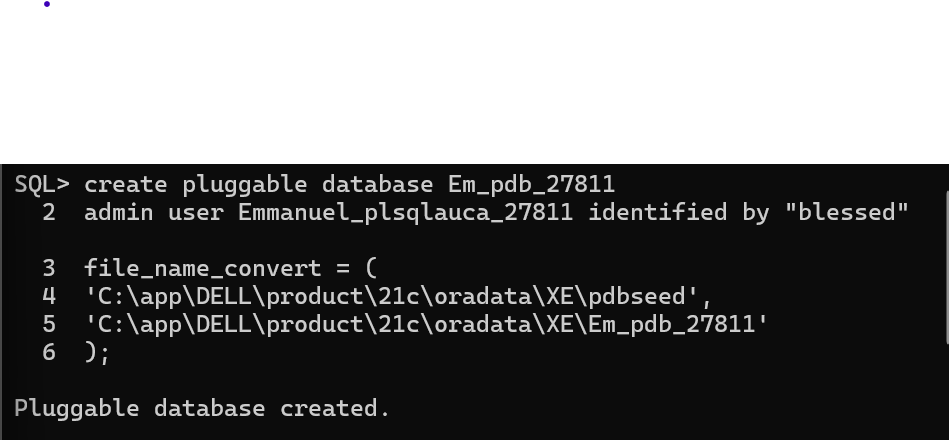 SQL> create pluggable database Em_pdb_27811
2 admin user Emmanuel_plsqlauca_27811 identified by "blessed"
3 file_name_convert = (
4 'C:\app\DELL\product\21c\oradata\XE\pdbseed',
5 'C:\app\DELL\product\21c\oradata\XE\Em_pdb_27811'
6 );
Pluggable database created.